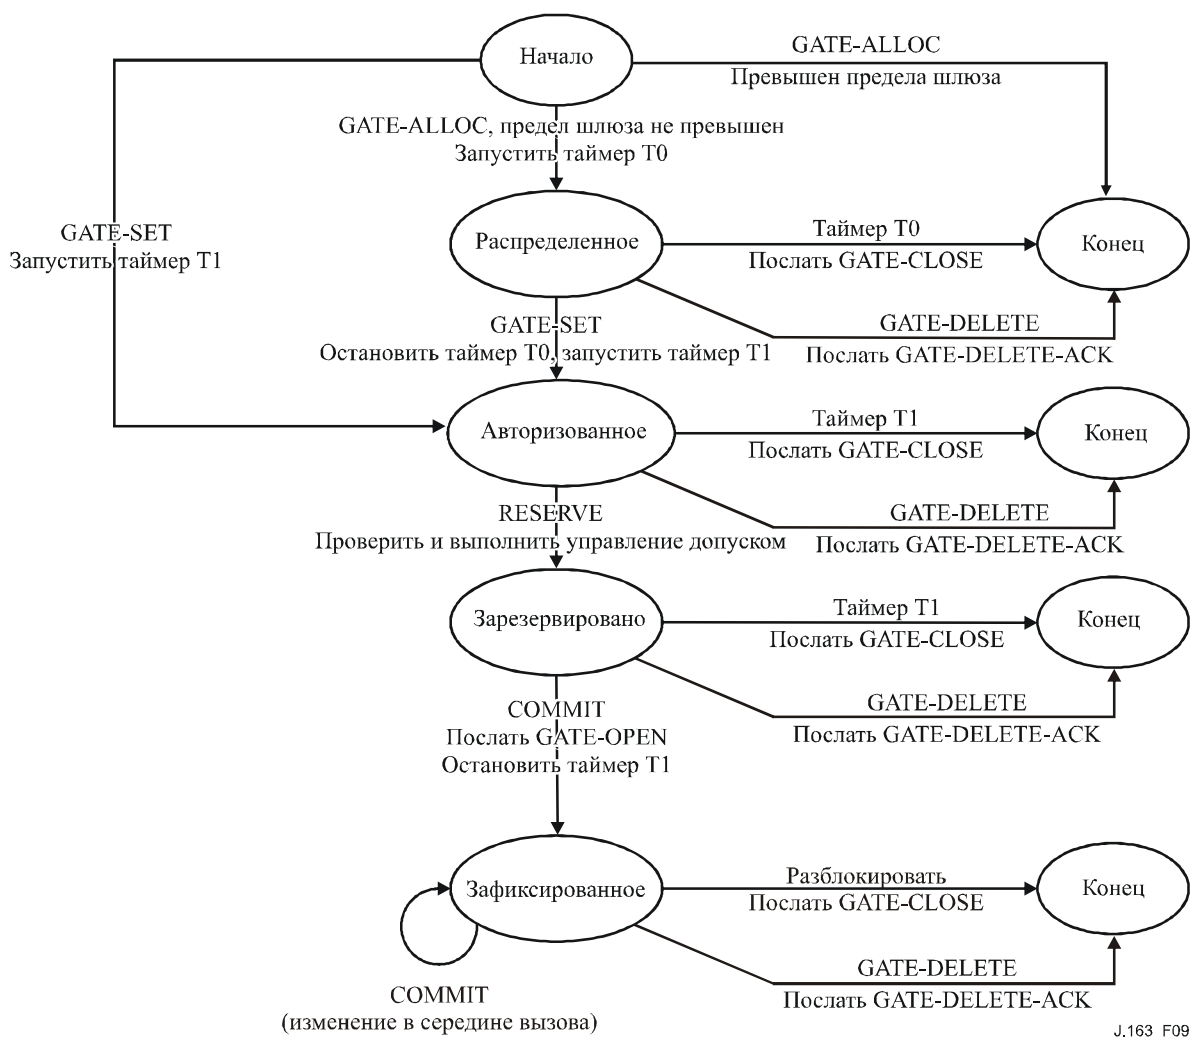 Начало
GATE-ALLOC
Превышен предела шлюза
GATE-ALLOC, предел шлюза не превышен
Запустить таймер T0
GATE-SET
Запустить таймер T1
Распределенное
Таймер T0
Послать GATE-CLOSE
Конец
GATE-DELETE
Послать GATE-DELETE-ACK
GATE-SET
Остановить таймер T0, запустить таймер T1
Авторизованное
Таймер T1
Послать GATE-CLOSE
Конец
GATE-DELETE
Послать GATE-DELETE-ACK
RESERVE
Проверить и выполнить управление допуском
Зарезервировано
Таймер T1
Послать GATE-CLOSE
Конец
GATE-DELETE
Послать GATE-DELETE-ACK
COMMIT
Послать GATE-OPEN
Остановить таймер T1
Зафиксированное
Разблокировать
Послать GATE-CLOSE
Конец
GATE-DELETE
Послать GATE-DELETE-ACK
COMMIT
(изменение в середине вызова)
J.163_F09